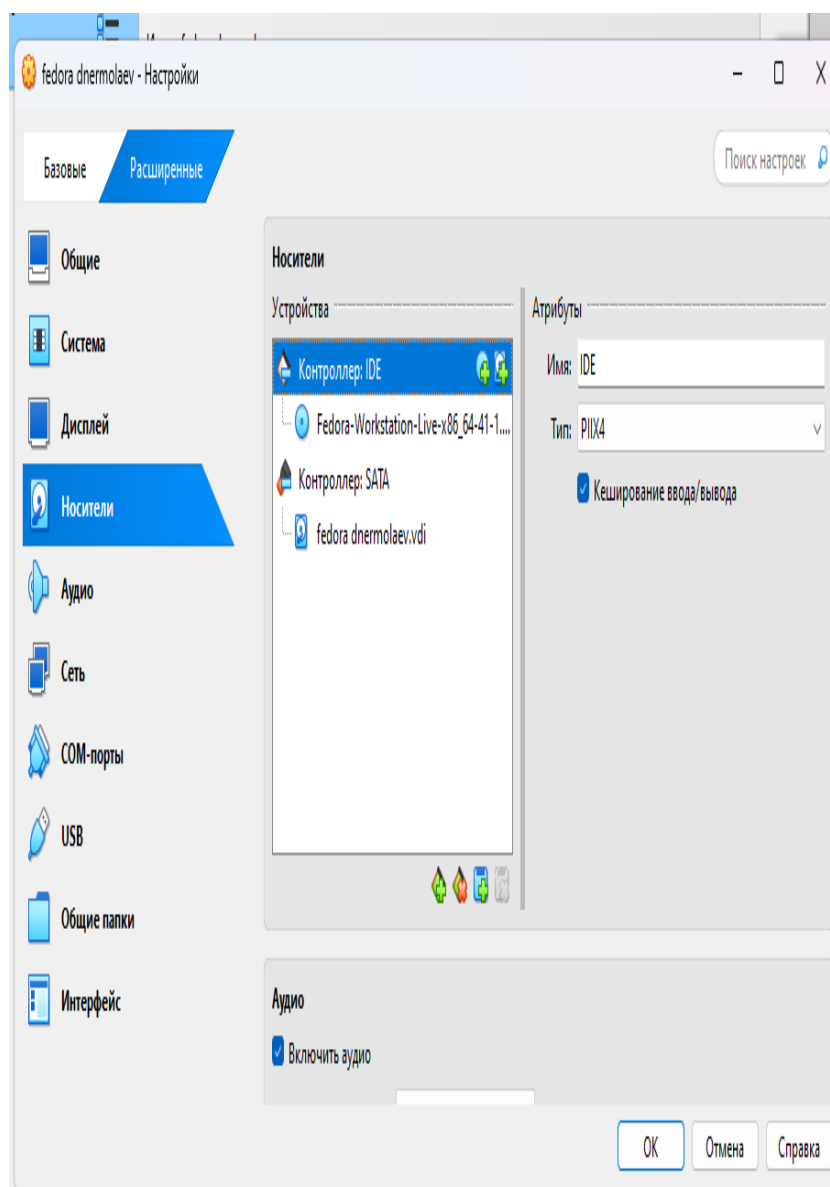 fedora dnermolaev - Настройки
Базовые
Расширенные
Поиск настроек
Общие
Система
Дисплей
Носители
Аудио
Сеть
COM-порты
USB
Общие папки
Интерфейс
Носители
Устройства
Контроллер: IDE
Fedora-Workstation-Live-x86_64-41-1....
Контроллер: SATA
fedora dnermolaev.vdi
Атрибуты
Имя: IDE
Тип: PIIX4
Кеширование ввода/вывода
Аудио
Включить аудио
OK
Отмена
Справка